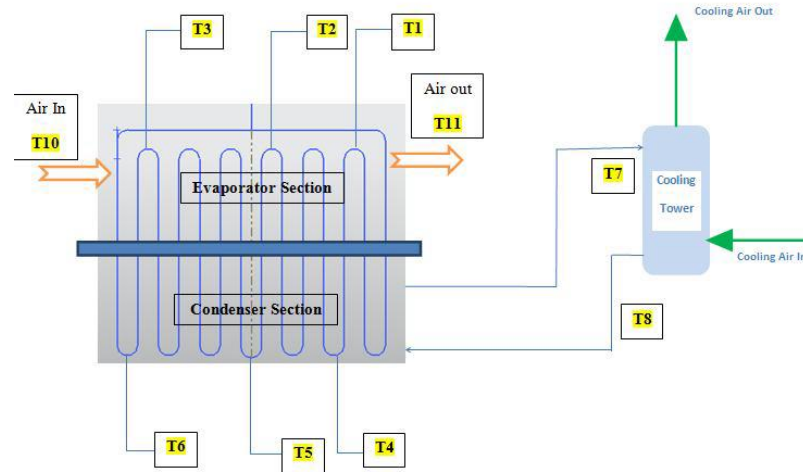 Cooling Air Out
T3
T2
T1
Air In
T10
Air out
T11
Evaporator Section
T7
Cooling
Tower
Cooling Air In
Condenser Section
T8
T6
T5
T4